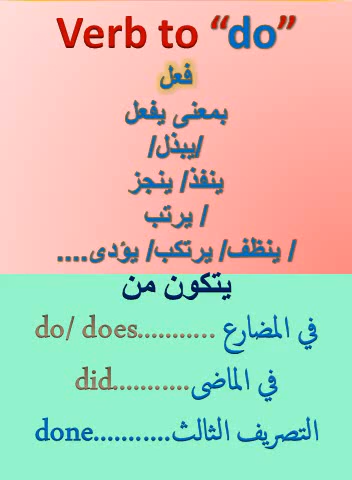 Verb to “do”
فعل
بمعنى يفعل
/يبذل/
ينفذ/ ينجز
/ يرتب
/ ينظف/ يرتكب/ يؤدى....
يتكون من
في المضارع ...........do/ does
في الماضى...........did
التصريف الثالث...........done